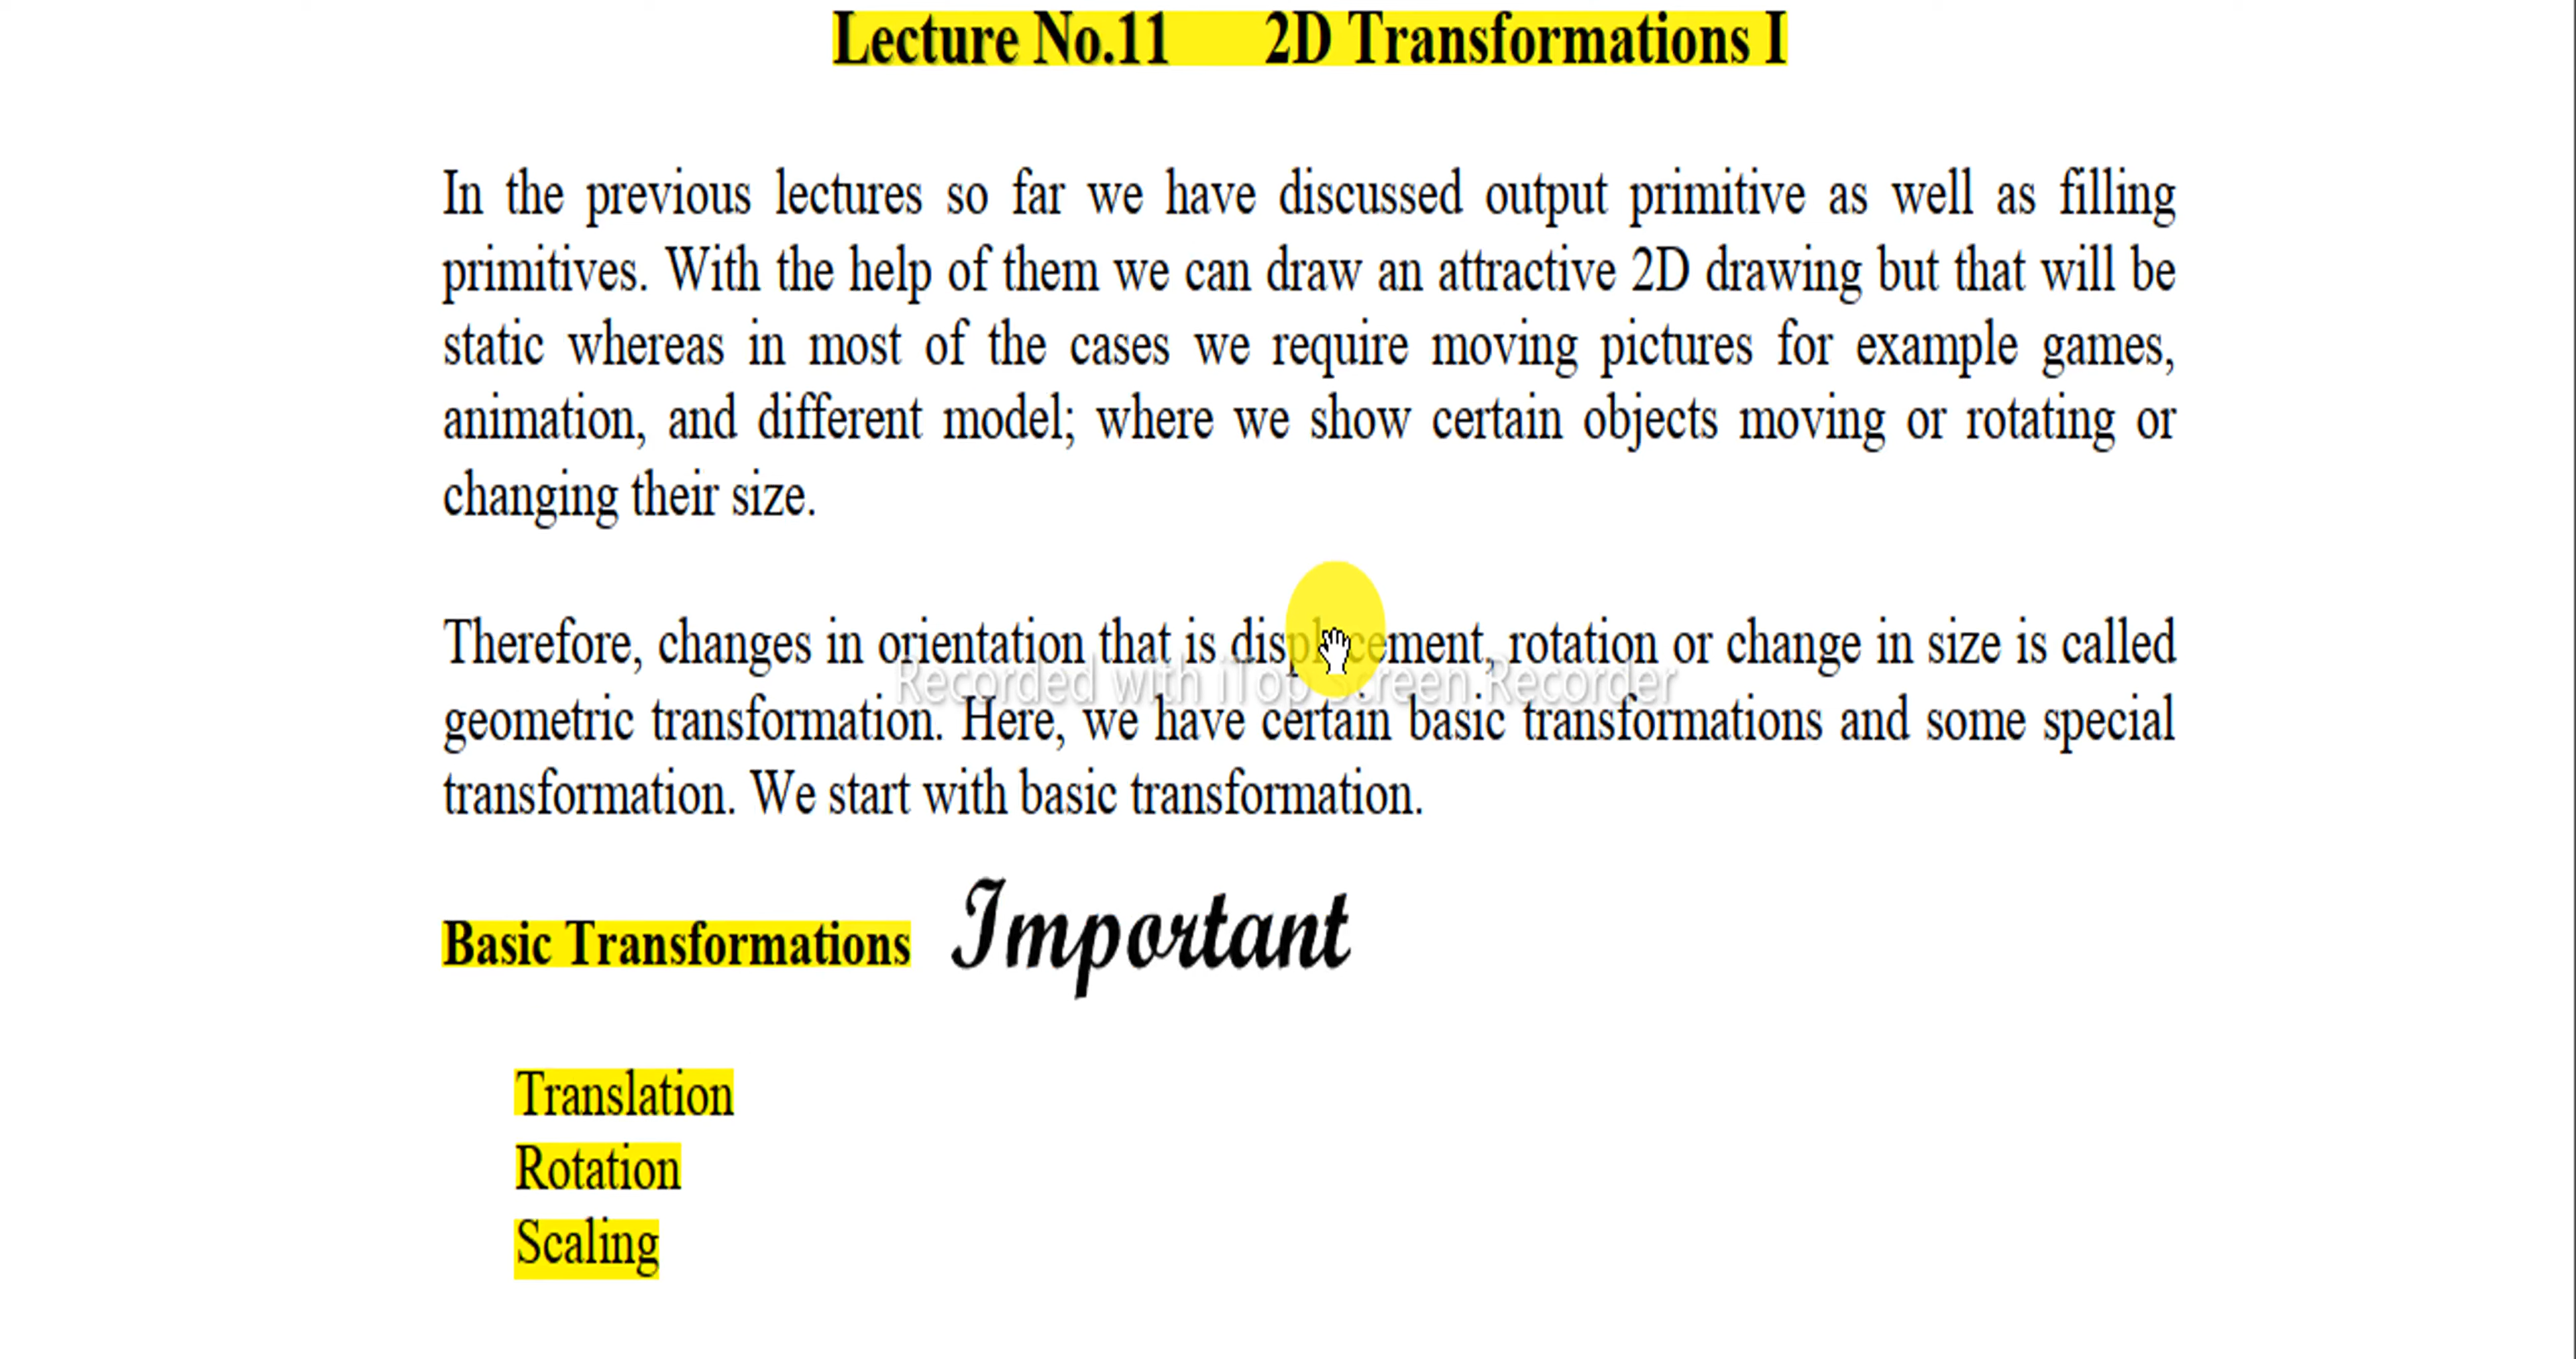 Lecture No.11 2D Transformations I
In the previous lectures so far we have discussed output primitive as well as filling
primitives. With the help of them we can draw an attractive 2D drawing but that will be
static whereas in most of the cases we require moving pictures for example games,
animation, and different model; where we show certain objects moving or rotating or
changing their size.
Therefore, changes in orientation that is displacement, rotation or change in size is called
Recorded with iTop Screen Recorder
geometric transformation. Here, we have certain basic transformations and some special
transformation. We start with basic transformation.
Basic Transformations Important
Translation
Rotation
Scaling